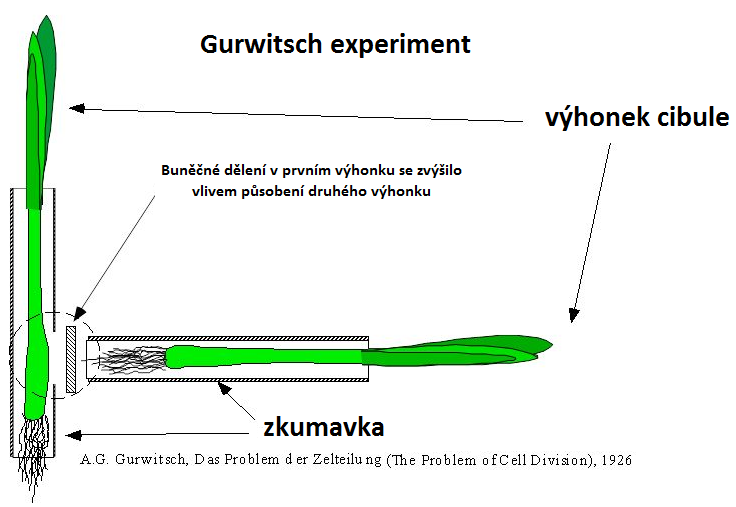 Gurwitsch experiment
výhonek cibule
Buněčné dělení v prvním výhonku se zvýšilo
vlivem působení druhého výhonku
zkumavka
A.G. Gurwitsch, Das Problem der Zelteilung (The Problem of Cell Division), 1926